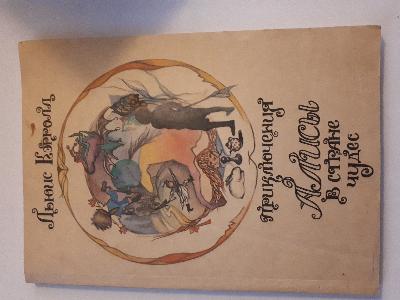 Льюис Кэрролл
Приключения
Алисы
в стране
чудес